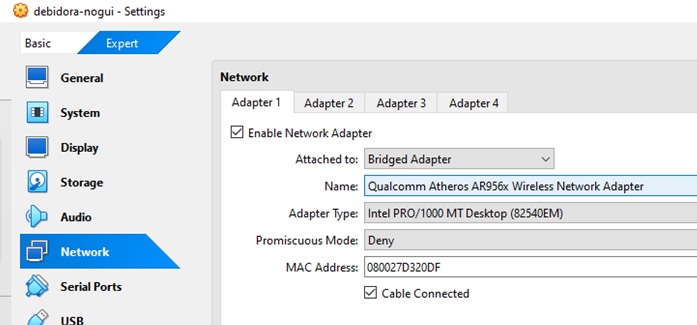 debidora-nogui - Settings
Basic Expert
General
System
Display
Storage
Audio
Network
Serial Ports
USB
Network
Adapter 1 Adapter 2 Adapter 3 Adapter 4
Enable Network Adapter
Attached to: Bridged Adapter
Name: Qualcomm Atheros AR956x Wireless Network Adapter
Adapter Type: Intel PRO/1000 MT Desktop (82540EM)
Promiscuous Mode: Deny
MAC Address: 080027D320DF
Cable Connected